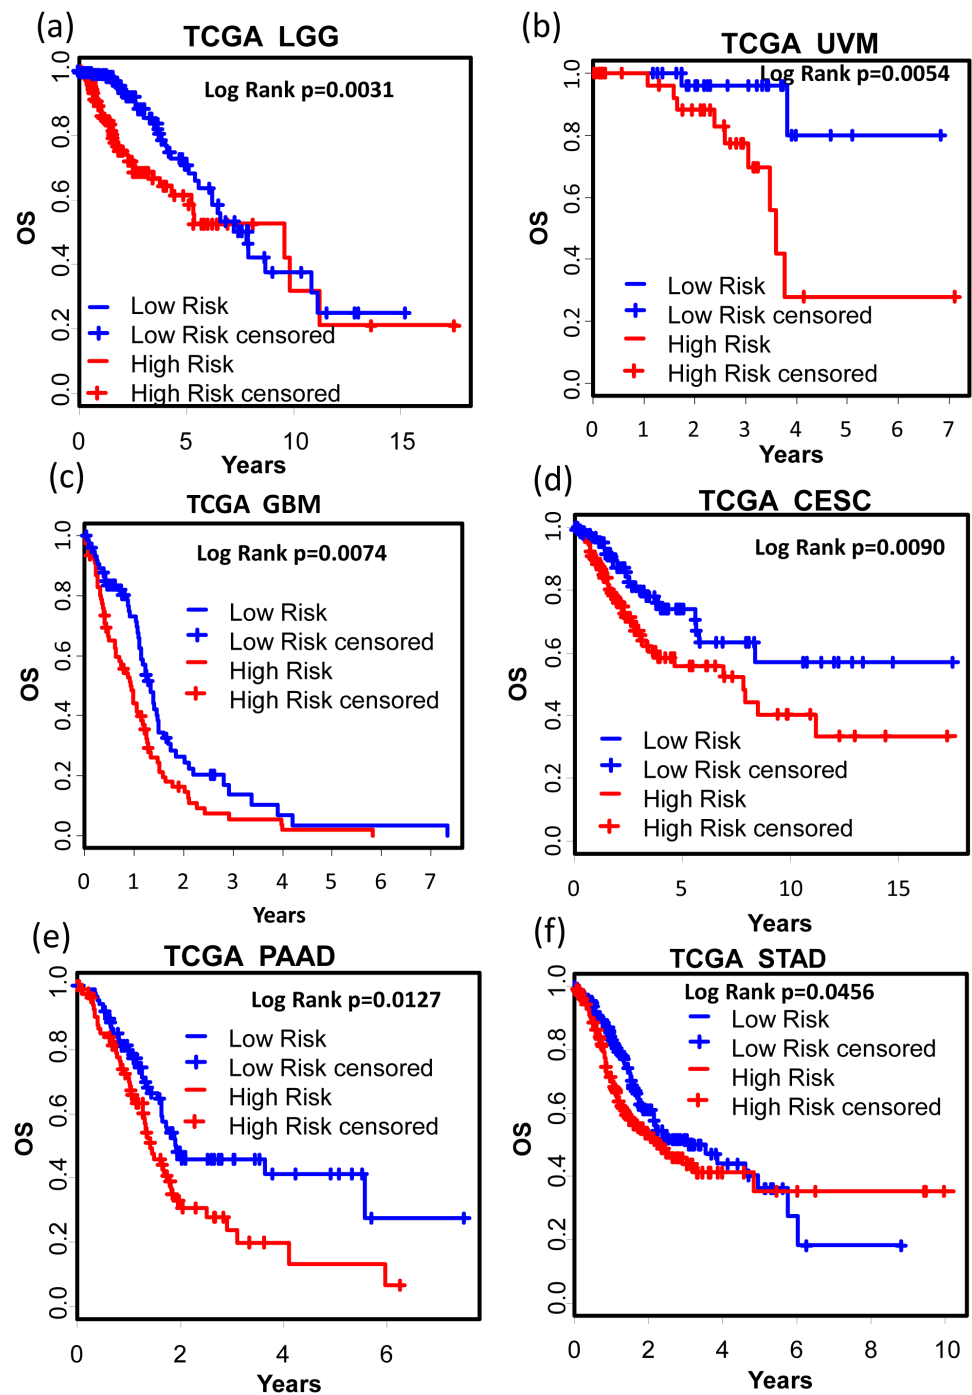 (a)
TCGA LGG
Log Rank p=0.0031
OS
1.0
0.8
0.6
0.4
0.2
0.0
Low Risk
Low Risk censored
High Risk
High Risk censored
0 5 10 15
Years
(b)
TCGA UVM
Log Rank p=0.0054
OS
1.0
0.8
0.6
0.4
0.2
0.0
Low Risk
Low Risk censored
High Risk
High Risk censored
0 1 2 3 4 5 6 7
Years
(c)
TCGA GBM
Log Rank p=0.0074
OS
1.0
0.8
0.6
0.4
0.2
0.0
Low Risk
Low Risk censored
High Risk
High Risk censored
0 1 2 3 4 5 6 7
Years
(d)
TCGA CESC
Log Rank p=0.0090
OS
1.0
0.8
0.6
0.4
0.2
0.0
Low Risk
Low Risk censored
High Risk
High Risk censored
0 5 10 15
Years
(e)
TCGA PAAD
Log Rank p=0.0127
OS
1.0
0.8
0.6
0.4
0.2
0.0
Low Risk
Low Risk censored
High Risk
High Risk censored
0 2 4 6
Years
(f)
TCGA STAD
Log Rank p=0.0456
OS
1.0
0.8
0.6
0.4
0.2
0.0
Low Risk
Low Risk censored
High Risk
High Risk censored
0 2 4 6 8 10
Years